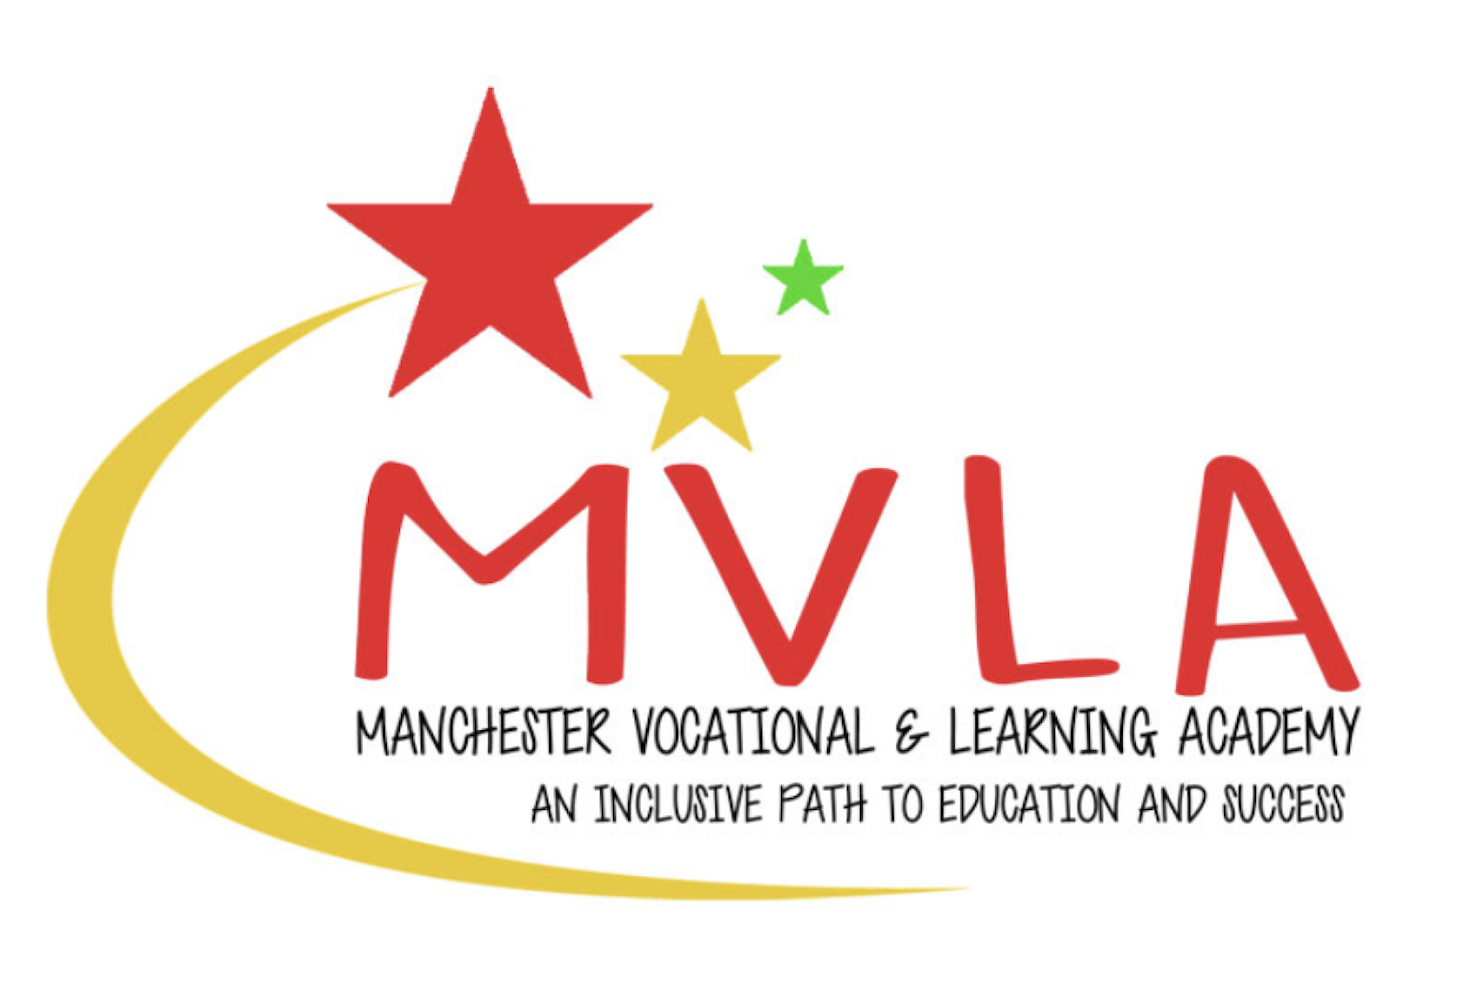 MVLA
MANCHESTER VOCATIONAL & LEARNING ACADEMY
AN INCLUSIVE PATH TO EDUCATION AND SUCCESS